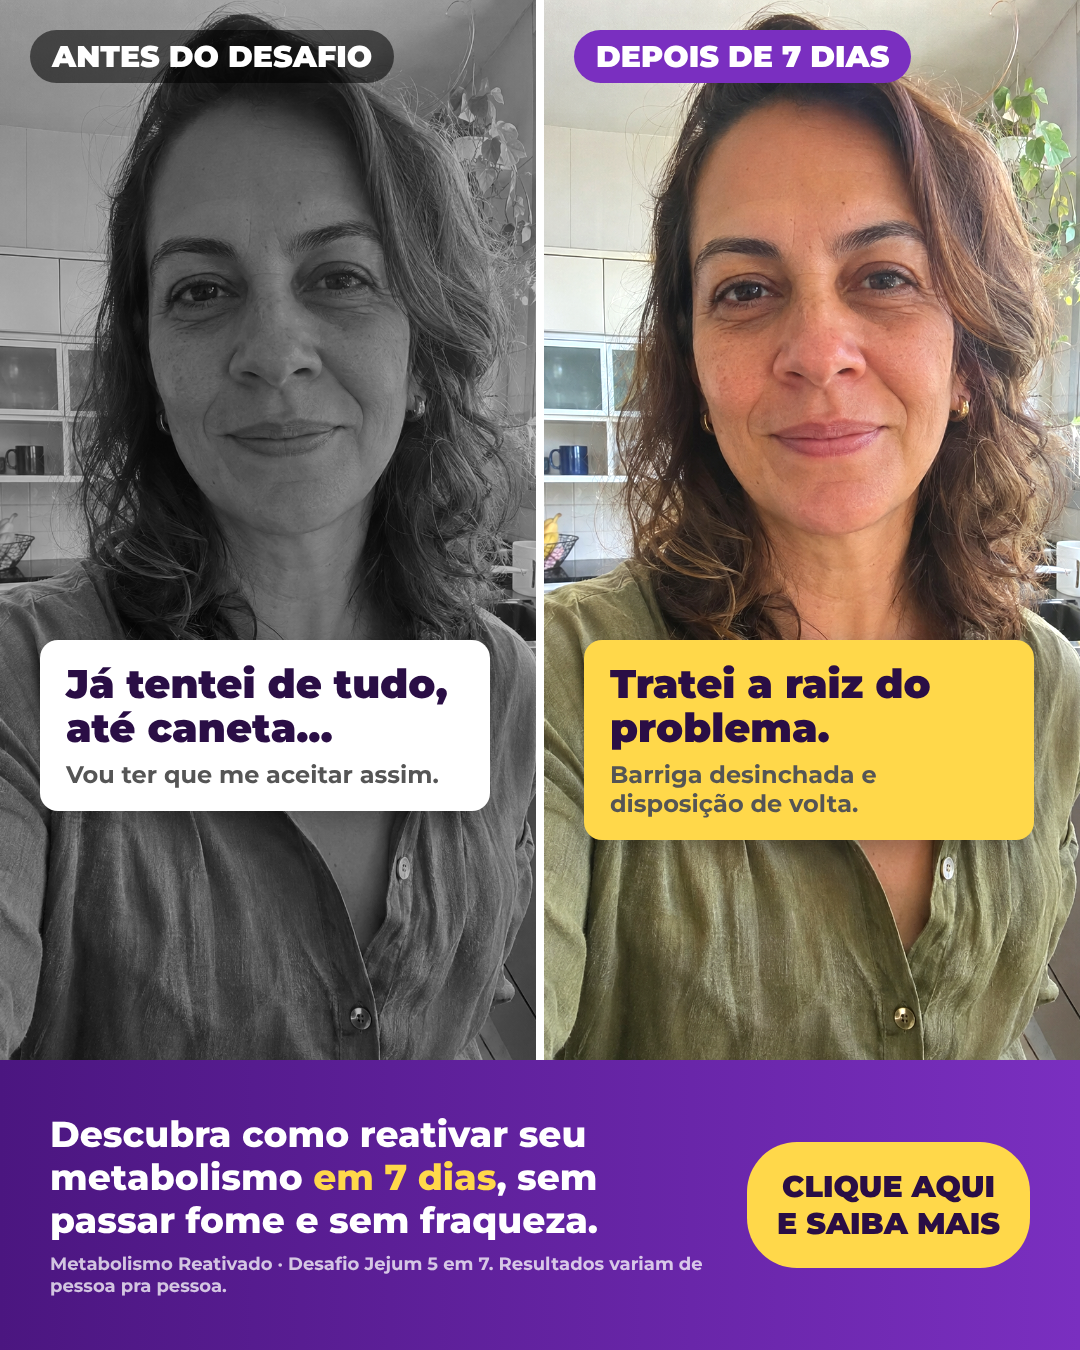 ANTES DO DESAFIO
DEPOIS DE 7 DIAS
Já tentei de tudo,
até caneta...
Vou ter que me aceitar assim.
Tratei a raiz do
problema.
Barriga desinchada e
disposição de volta.
Descubra como reativar seu
metabolismo em 7 dias, sem
passar fome e sem fraqueza.
Metabolismo Reativado · Desafio Jejum 5 em 7. Resultados variam de
pessoa pra pessoa.
CLIQUE AQUI
E SAIBA MAIS